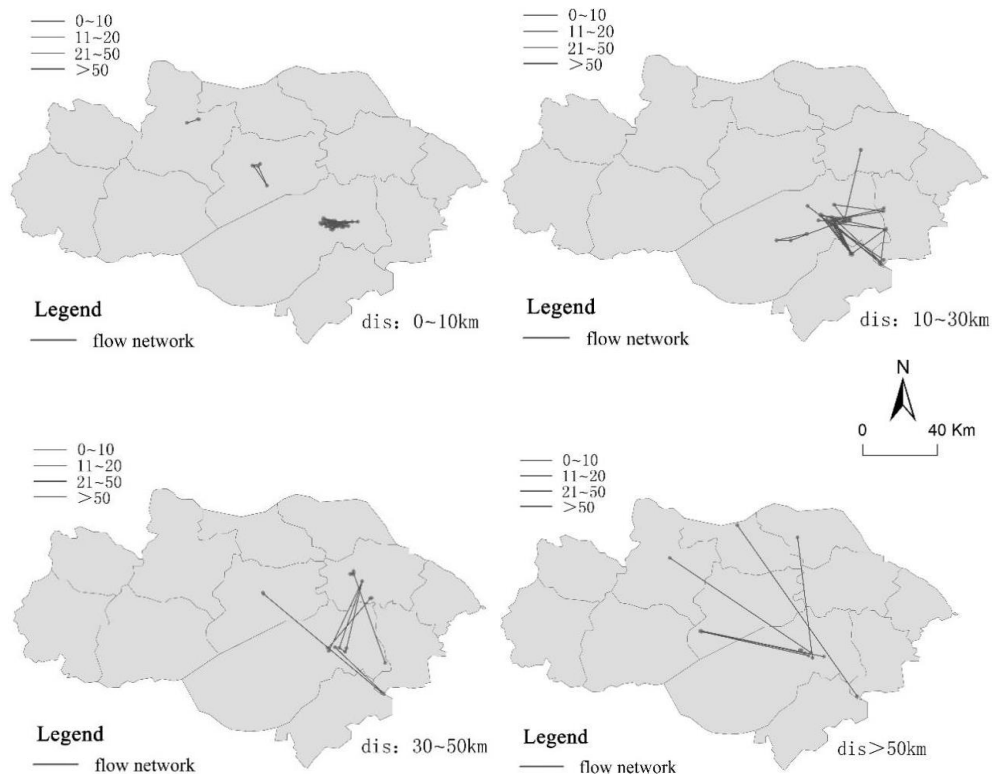 0~10
11~20
21~50
>50
Legend
flow network
dis: 0~10km
0~10
11~20
21~50
>50
Legend
flow network
dis: 10~30km
N
0 40 Km
0~10
11~20
21~50
>50
Legend
flow network
dis: 30~50km
0~10
11~20
21~50
>50
Legend
flow network
dis>50km